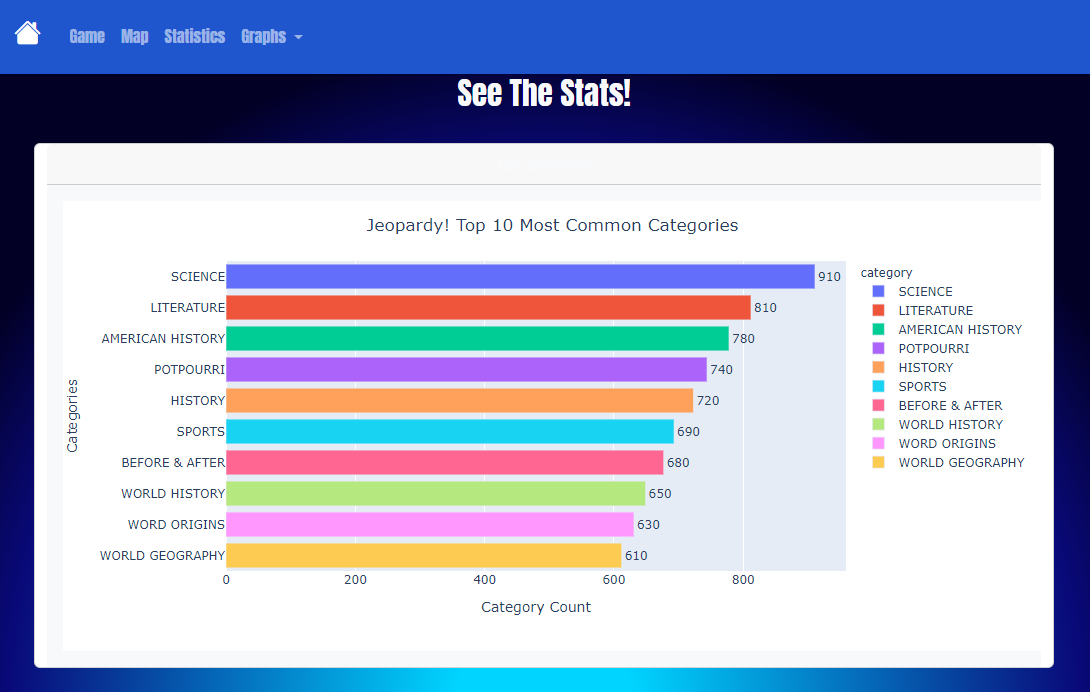 Game Map Statistics Graphs
See The Stats!
Jeopardy! Top 10 Most Common Categories
Categories
SCIENCE 910
LITERATURE 810
AMERICAN HISTORY 780
POTPOURRI 740
HISTORY 720
SPORTS 690
BEFORE & AFTER 680
WORLD HISTORY 650
WORD ORIGINS 630
WORLD GEOGRAPHY 610
0 200 400 600 800
Category Count
category
SCIENCE
LITERATURE
AMERICAN HISTORY
POTPOURRI
HISTORY
SPORTS
BEFORE & AFTER
WORLD HISTORY
WORD ORIGINS
WORLD GEOGRAPHY